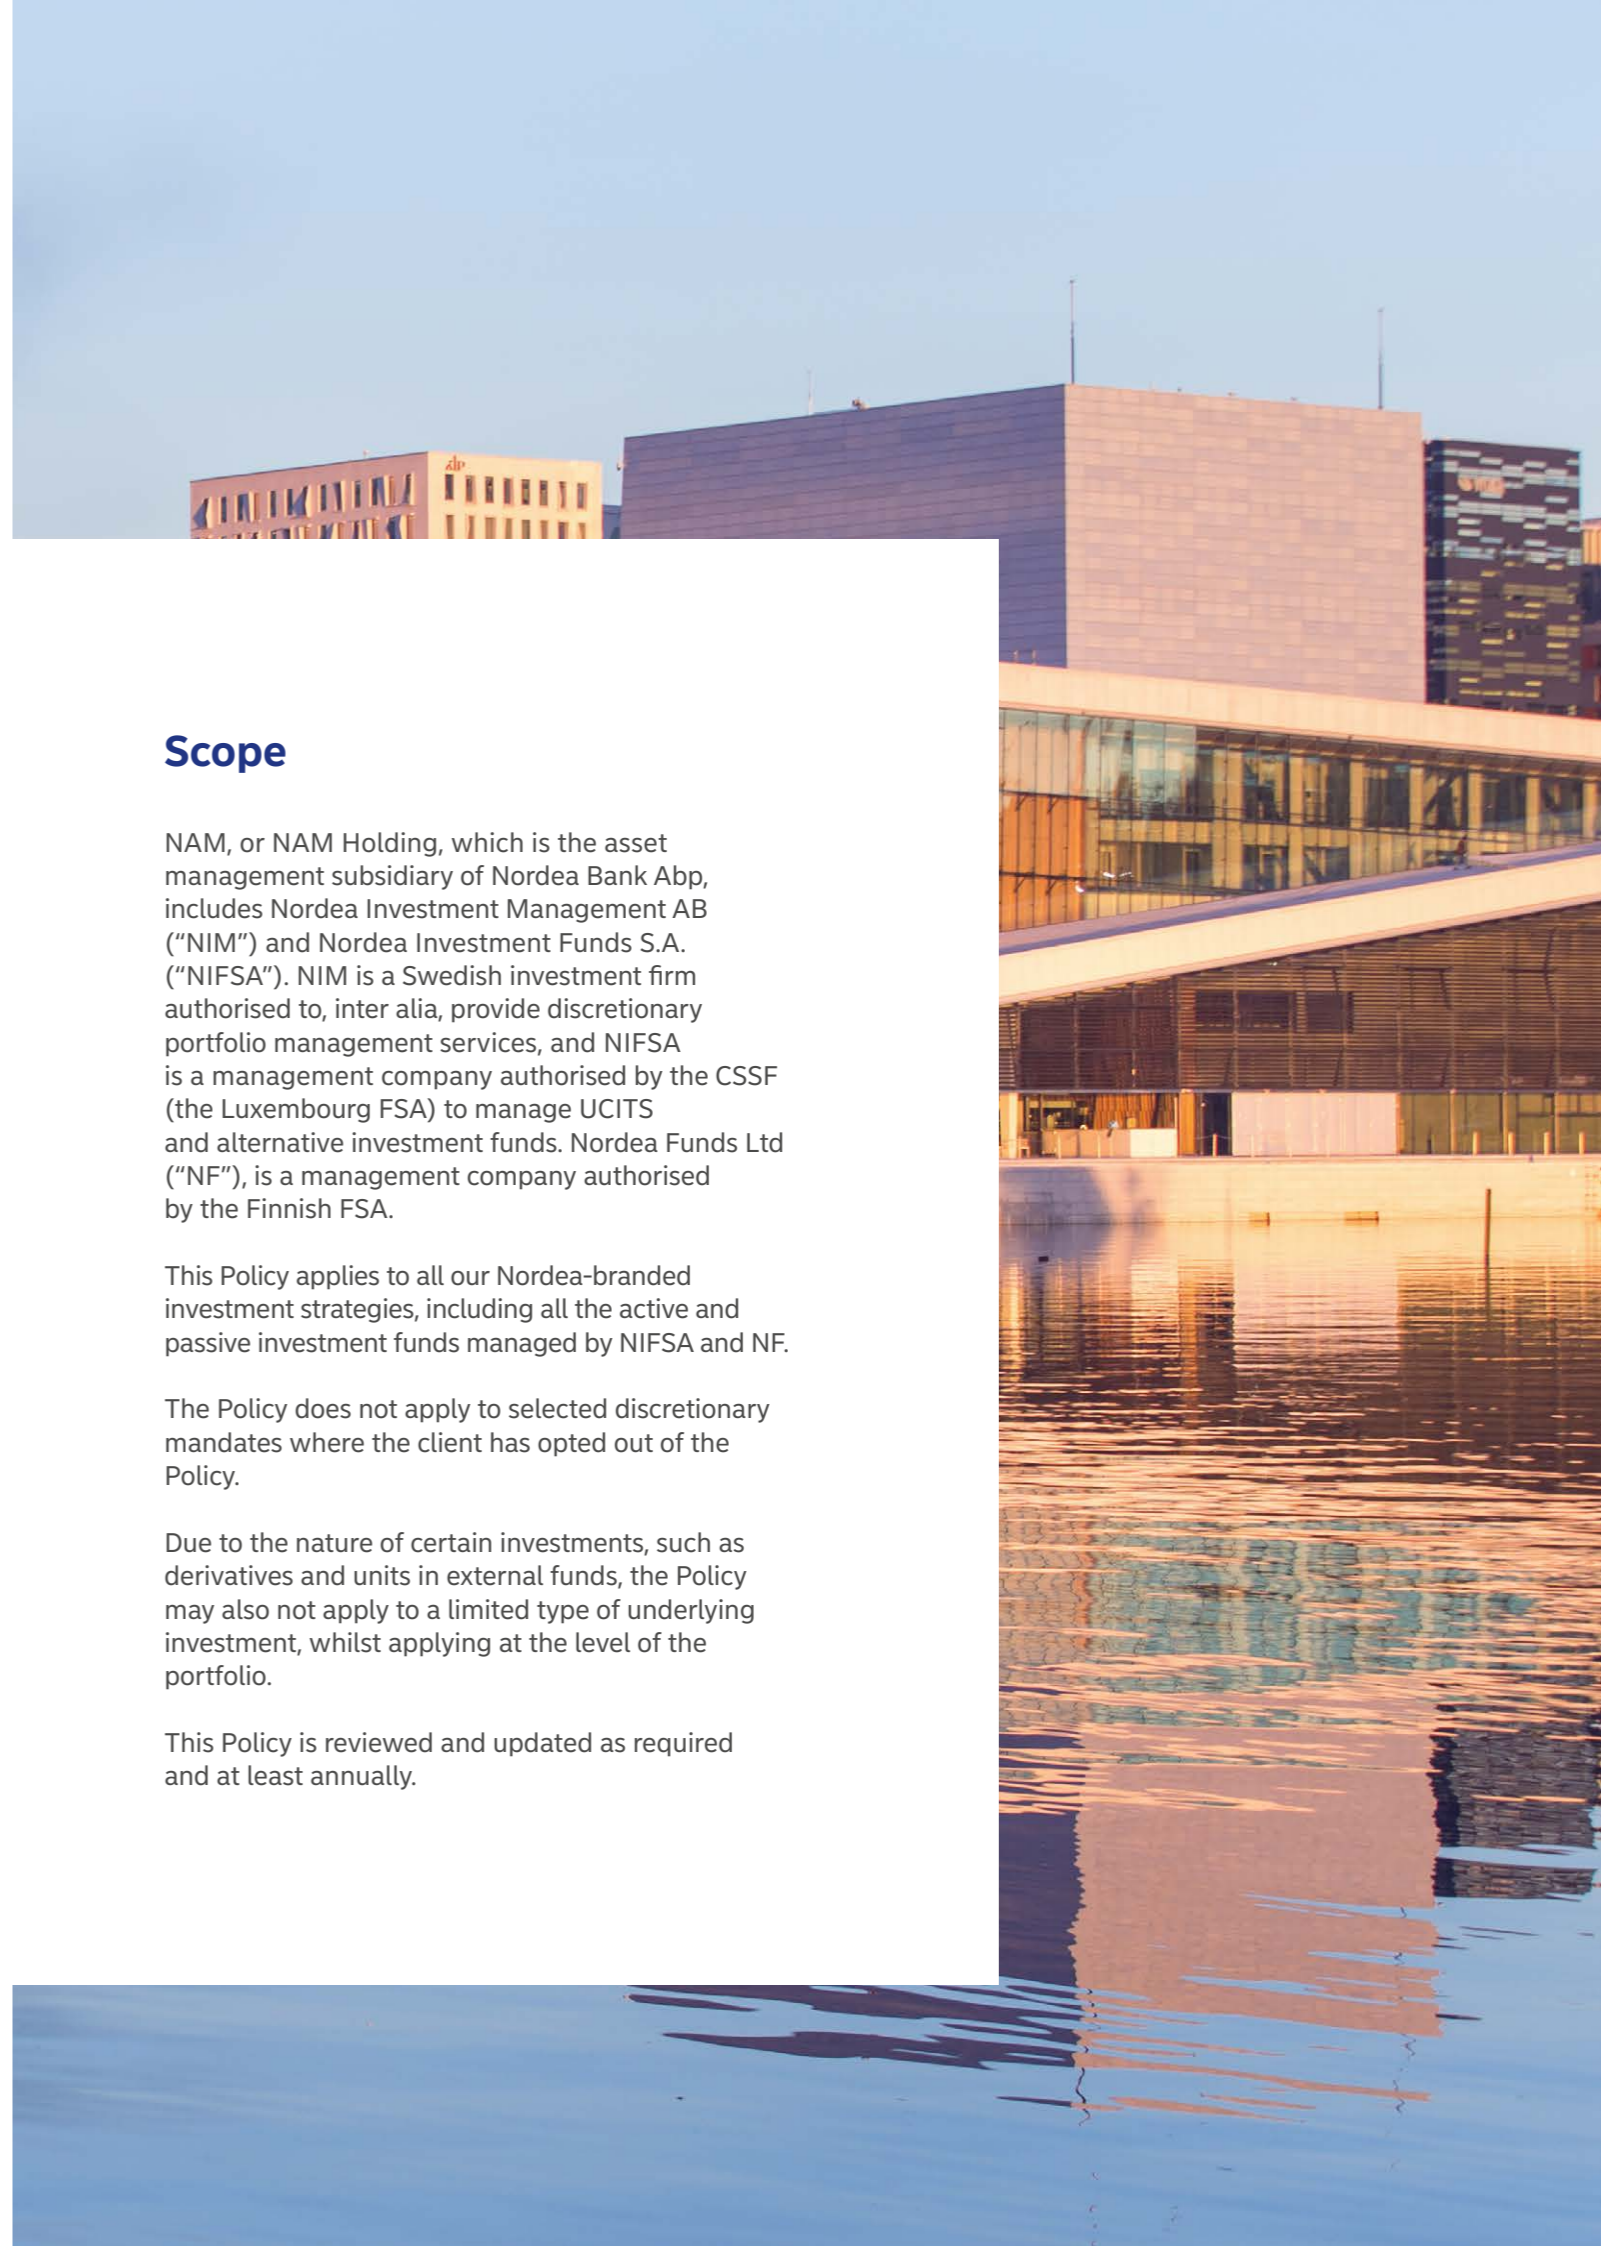 Scope
NAM, or NAM Holding, which is the asset
management subsidiary of Nordea Bank Abp,
includes Nordea Investment Management AB
(“NIM”) and Nordea Investment Funds S.A.
(“NIFSA”). NIM is a Swedish investment firm
authorised to, inter alia, provide discretionary
portfolio management services, and NIFSA
is a management company authorised by the CSSF
(the Luxembourg FSA) to manage UCITS
and alternative investment funds. Nordea Funds Ltd
(“NF”), is a management company authorised
by the Finnish FSA.
This Policy applies to all our Nordea-branded
investment strategies, including all the active and
passive investment funds managed by NIFSA and NF.
The Policy does not apply to selected discretionary
mandates where the client has opted out of the
Policy.
Due to the nature of certain investments, such as
derivatives and units in external funds, the Policy
may also not apply to a limited type of underlying
investment, whilst applying at the level of the
portfolio.
This Policy is reviewed and updated as required
and at least annually.